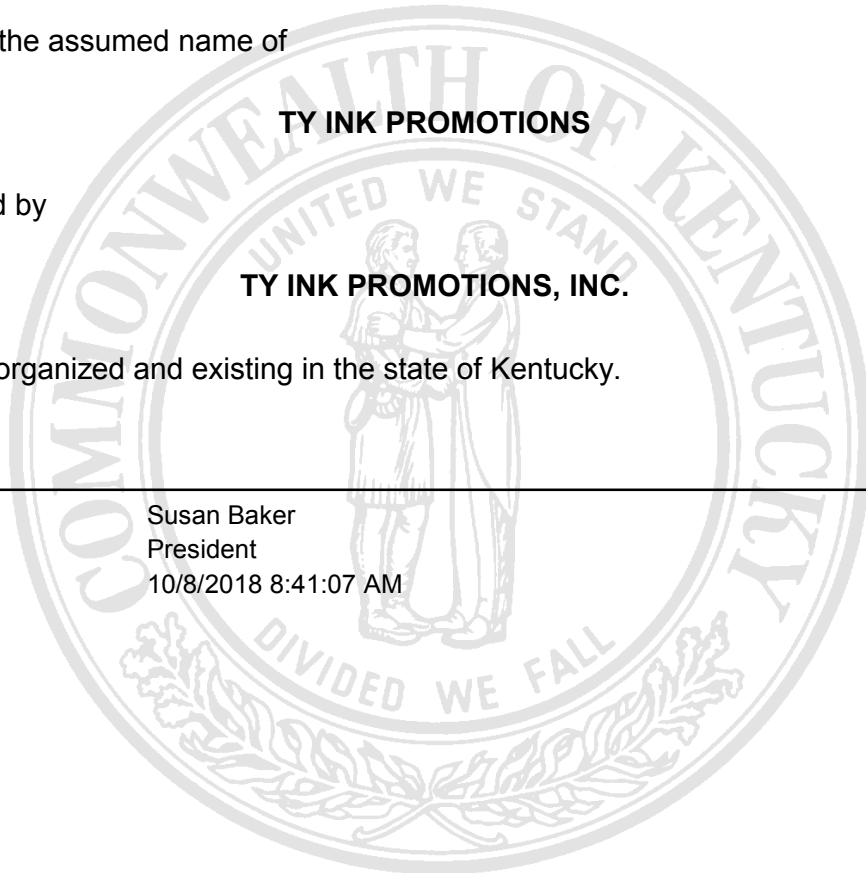 the assumed name of
TY INK PROMOTIONS
d by
TY INK PROMOTIONS, INC.
organized and existing in the state of Kentucky.
Susan Baker
President
10/8/2018 8:41:07 AM
COMMONWEALTH OF KENTUCKY
UNITED WE STAND
DIVIDED WE FALL